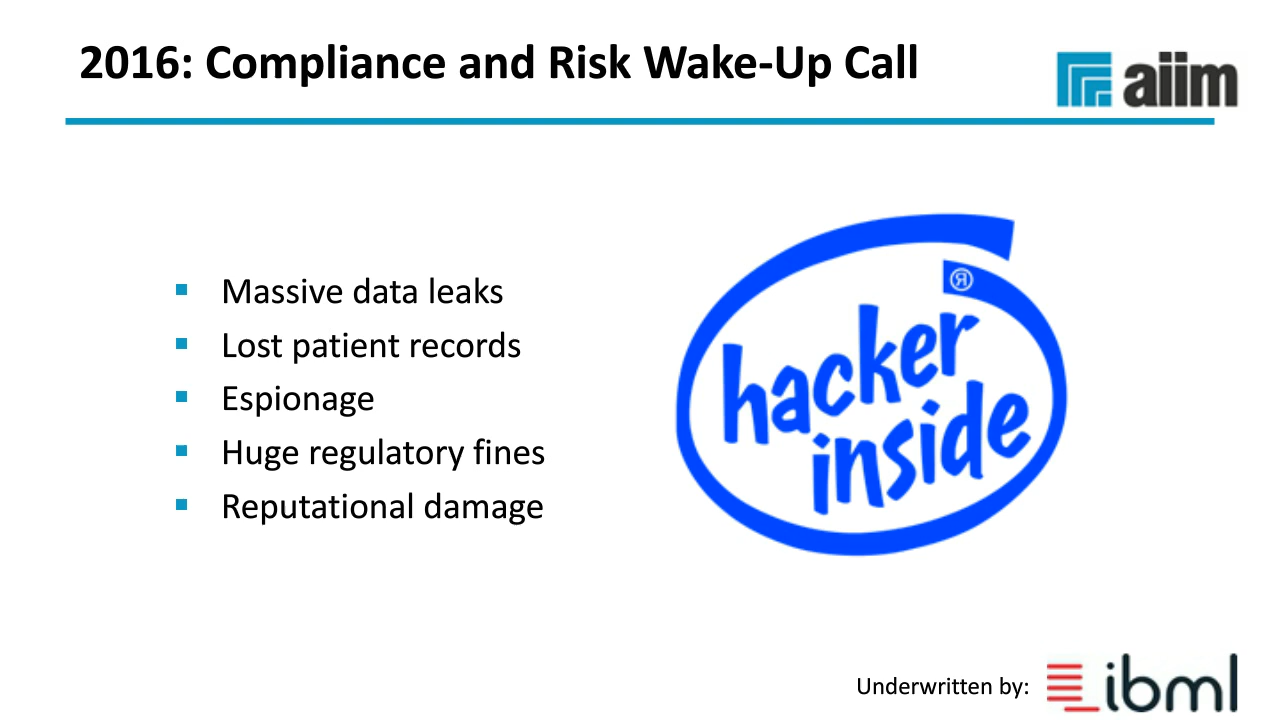 2016: Compliance and Risk Wake-Up Call
aiim
Massive data leaks
Lost patient records
Espionage
Huge regulatory fines
Reputational damage
®
hacker
inside
Underwritten by:
ibml